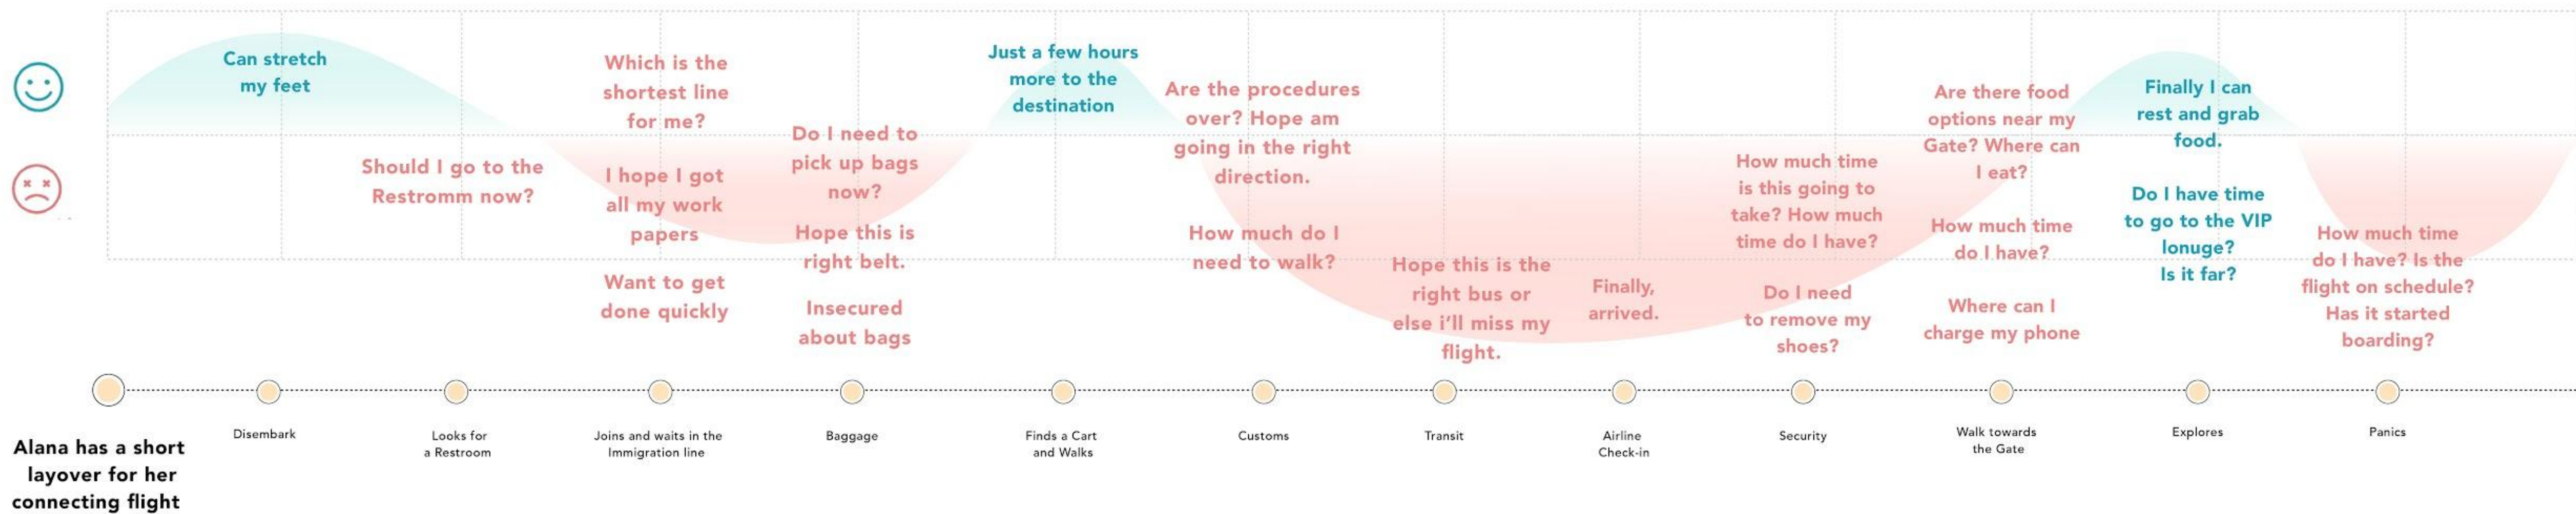 Can stretch
my feet
Should I go to the
Restromm now?
Which is the
shortest line
for me?
I hope I got
all my work
papers
Want to get
done quickly
Do I need to
pick up bags
now?
Hope this is
right belt.
Insecured
about bags
Just a few hours
more to the
destination
Are the procedures
over? Hope am
going in the right
direction.
How much do I
need to walk?
Hope this is the
right bus or
else i'll miss my
flight.
Finally,
arrived.
How much time
is this going to
take? How much
time do I have?
Do I need
to remove my
shoes?
Are there food
options near my
Gate? Where can
I eat?
How much time
do I have?
Where can I
charge my phone
Finally I can
rest and grab
food.
Do I have time
to go to the VIP
lonuge?
Is it far?
How much time
do I have? Is the
flight on schedule?
Has it started
boarding?
Alana has a short
layover for her
connecting flight
Disembark
Looks for
a Restroom
Joins and waits in the
Immigration line
Baggage
Finds a Cart
and Walks
Customs
Transit
Airline
Check-in
Security
Walk towards
the Gate
Explores
Panics